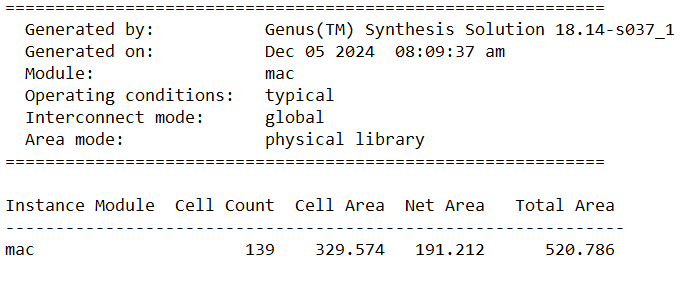 ============================================================
  Generated by:           Genus(TM) Synthesis Solution 18.14-s037_1
  Generated on:           Dec 05 2024  08:09:37 am
  Module:                 mac
  Operating conditions:   typical
  Interconnect mode:      global
  Area mode:              physical library
============================================================

Instance Module  Cell Count  Cell Area  Net Area   Total Area
--------------------------------------------------------------
mac                     139    329.574   191.212      520.786